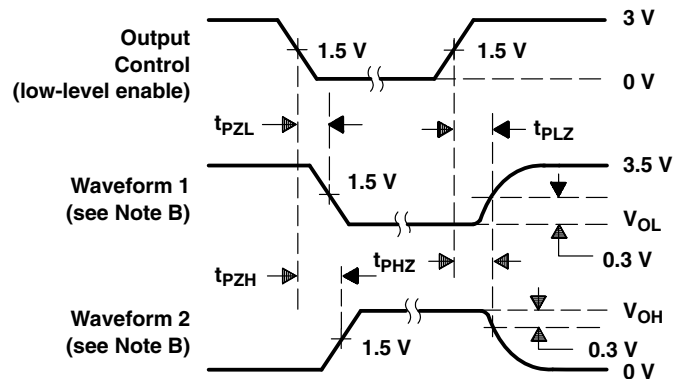 Output
Control
(low-level enable)
1.5 V
1.5 V
3 V
0 V
tPZL
tPLZ
Waveform 1
(see Note B)
1.5 V
3.5 V
VOL
0.3 V
tPZH
tPHZ
Waveform 2
(see Note B)
1.5 V
VOH
0.3 V
0 V